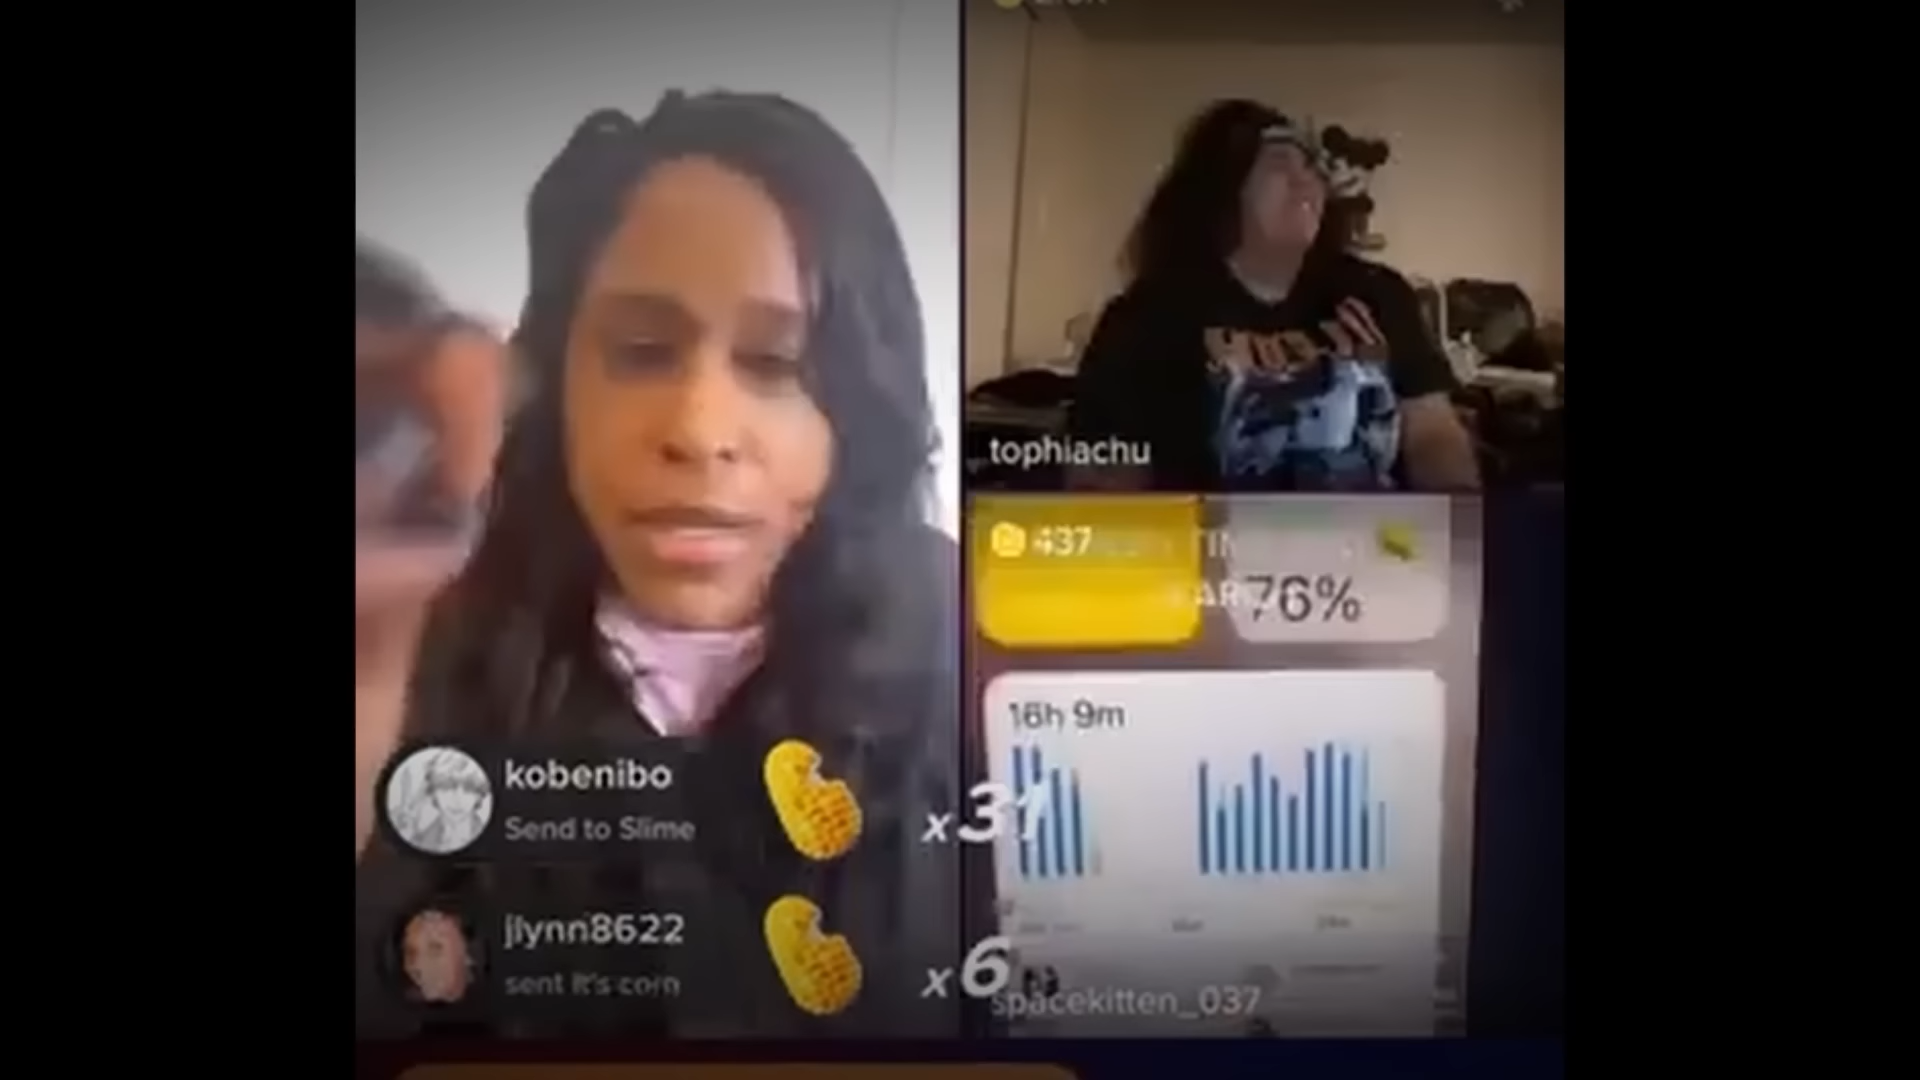 tophiachu
437
76%
16h 9m
kobenibo
Send to Slime
x31
jlynn8622
sent It's corn
x6
spacekitten_037